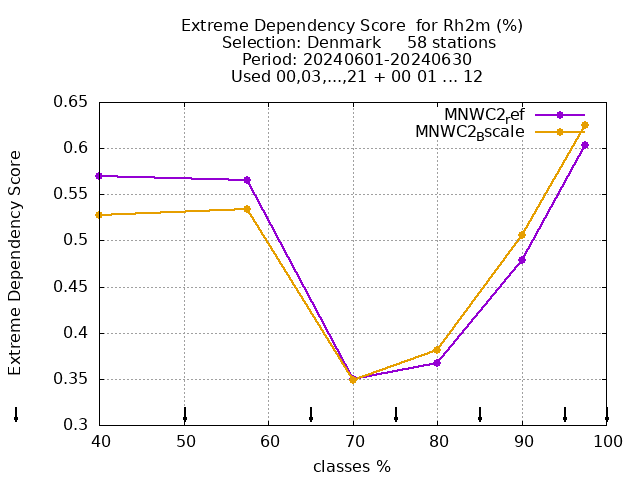 Extreme Dependency Score  for Rh2m (%)
Selection: Denmark     58 stations
Period: 20240601-20240630
Used 00,03,...,21 + 00 01 ... 12
MNWC2ref
MNWC2Bscale
0.65
0.6
0.55
0.5
0.45
0.4
0.35
0.3
Extreme Dependency Score
40 50 60 70 80 90 100
classes %